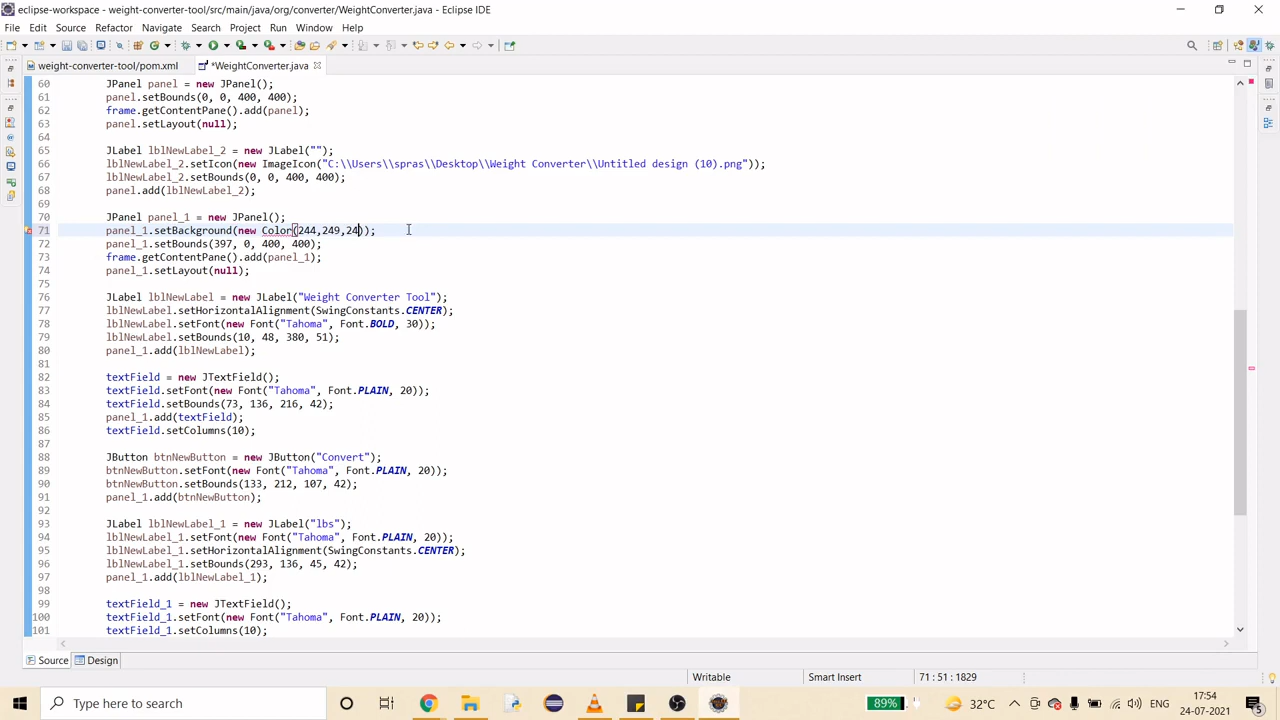 eclipse-workspace - weight-converter-tool/src/main/java/org/converter/WeightConverter.java - Eclipse IDE
File Edit Source Refactor Navigate Search Project Run Window Help
weight-converter-tool/pom.xml *WeightConverter.java
60 JPanel panel = new JPanel();
61 panel.setBounds(0, 0, 400, 400);
62 frame.getContentPane().add(panel);
63 panel.setLayout(null);
64
65 JLabel lblNewLabel_2 = new JLabel("");
66 lblNewLabel_2.setIcon(new ImageIcon("C:\\Users\\spras\\Desktop\\Weight Converter\\Untitled design (10).png"));
67 lblNewLabel_2.setBounds(0, 0, 400, 400);
68 panel.add(lblNewLabel_2);
69
70 JPanel panel_1 = new JPanel();
71 panel_1.setBackground(new Color(244,249,24));
72 panel_1.setBounds(397, 0, 400, 400);
73 frame.getContentPane().add(panel_1);
74 panel_1.setLayout(null);
75
76 JLabel lblNewLabel = new JLabel("Weight Converter Tool");
77 lblNewLabel.setHorizontalAlignment(SwingConstants.CENTER);
78 lblNewLabel.setFont(new Font("Tahoma", Font.BOLD, 30));
79 lblNewLabel.setBounds(10, 48, 380, 51);
80 panel_1.add(lblNewLabel);
81
82 textField = new JTextField();
83 textField.setFont(new Font("Tahoma", Font.PLAIN, 20));
84 textField.setBounds(73, 136, 216, 42);
85 panel_1.add(textField);
86 textField.setColumns(10);
87
88 JButton btnNewButton = new JButton("Convert");
89 btnNewButton.setFont(new Font("Tahoma", Font.PLAIN, 20));
90 btnNewButton.setBounds(133, 212, 107, 42);
91 panel_1.add(btnNewButton);
92
93 JLabel lblNewLabel_1 = new JLabel("lbs");
94 lblNewLabel_1.setFont(new Font("Tahoma", Font.PLAIN, 20));
95 lblNewLabel_1.setHorizontalAlignment(SwingConstants.CENTER);
96 lblNewLabel_1.setBounds(293, 136, 45, 42);
97 panel_1.add(lblNewLabel_1);
98
99 textField_1 = new JTextField();
100 textField_1.setFont(new Font("Tahoma", Font.PLAIN, 20));
101 textField_1.setColumns(10);
Source Design
Writable Smart Insert 71 : 51 : 1829
Type here to search 89% 32°C ENG 17:54
24-07-2021 5